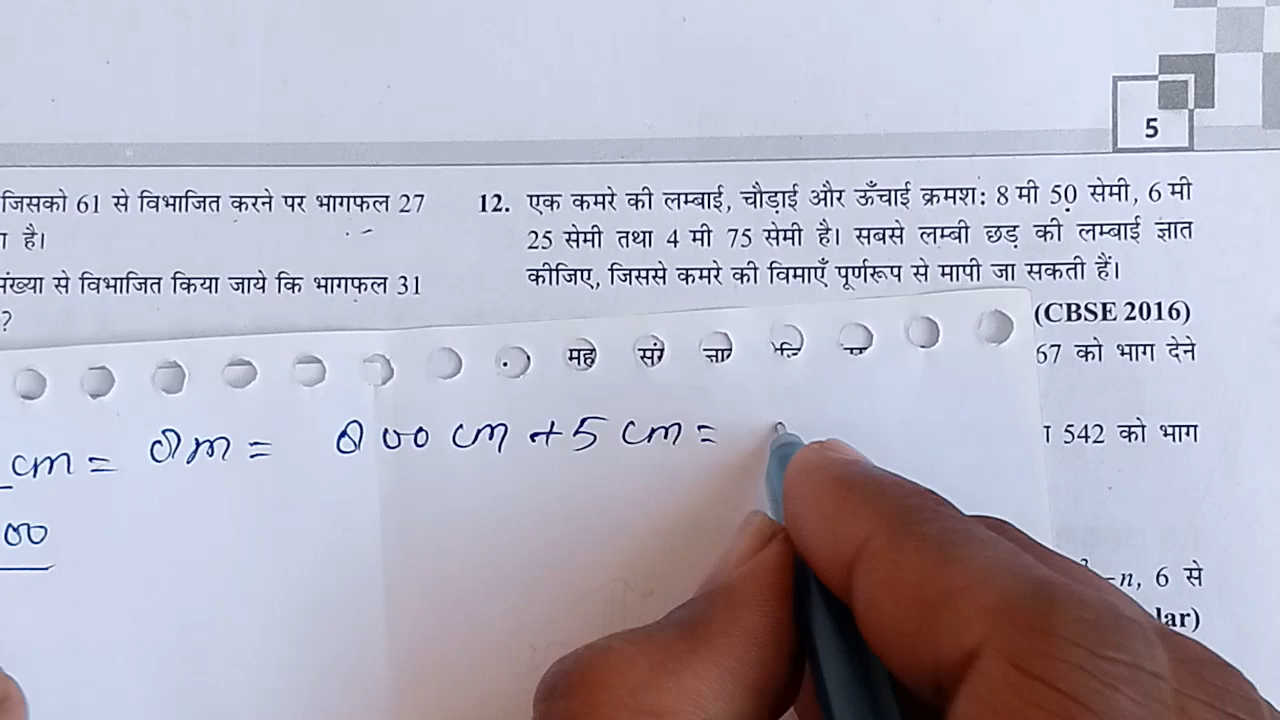 5
जिसको 61 से विभाजित करने पर भागफल 27
है।
संख्या से विभाजित किया जाये कि भागफल 31
?
12. एक कमरे की लम्बाई, चौड़ाई और ऊँचाई क्रमश: 8 मी 50 सेमी, 6 मी
25 सेमी तथा 4 मी 75 सेमी है। सबसे लम्बी छड़ की लम्बाई ज्ञात
कीजिए, जिससे कमरे की विमाएँ पूर्णरूप से मापी जा सकती हैं।
(CBSE 2016)
67 को भाग देने
542 को भाग
-n, 6 से
lar)
cm = 8m = 800 cm + 5 cm =
00